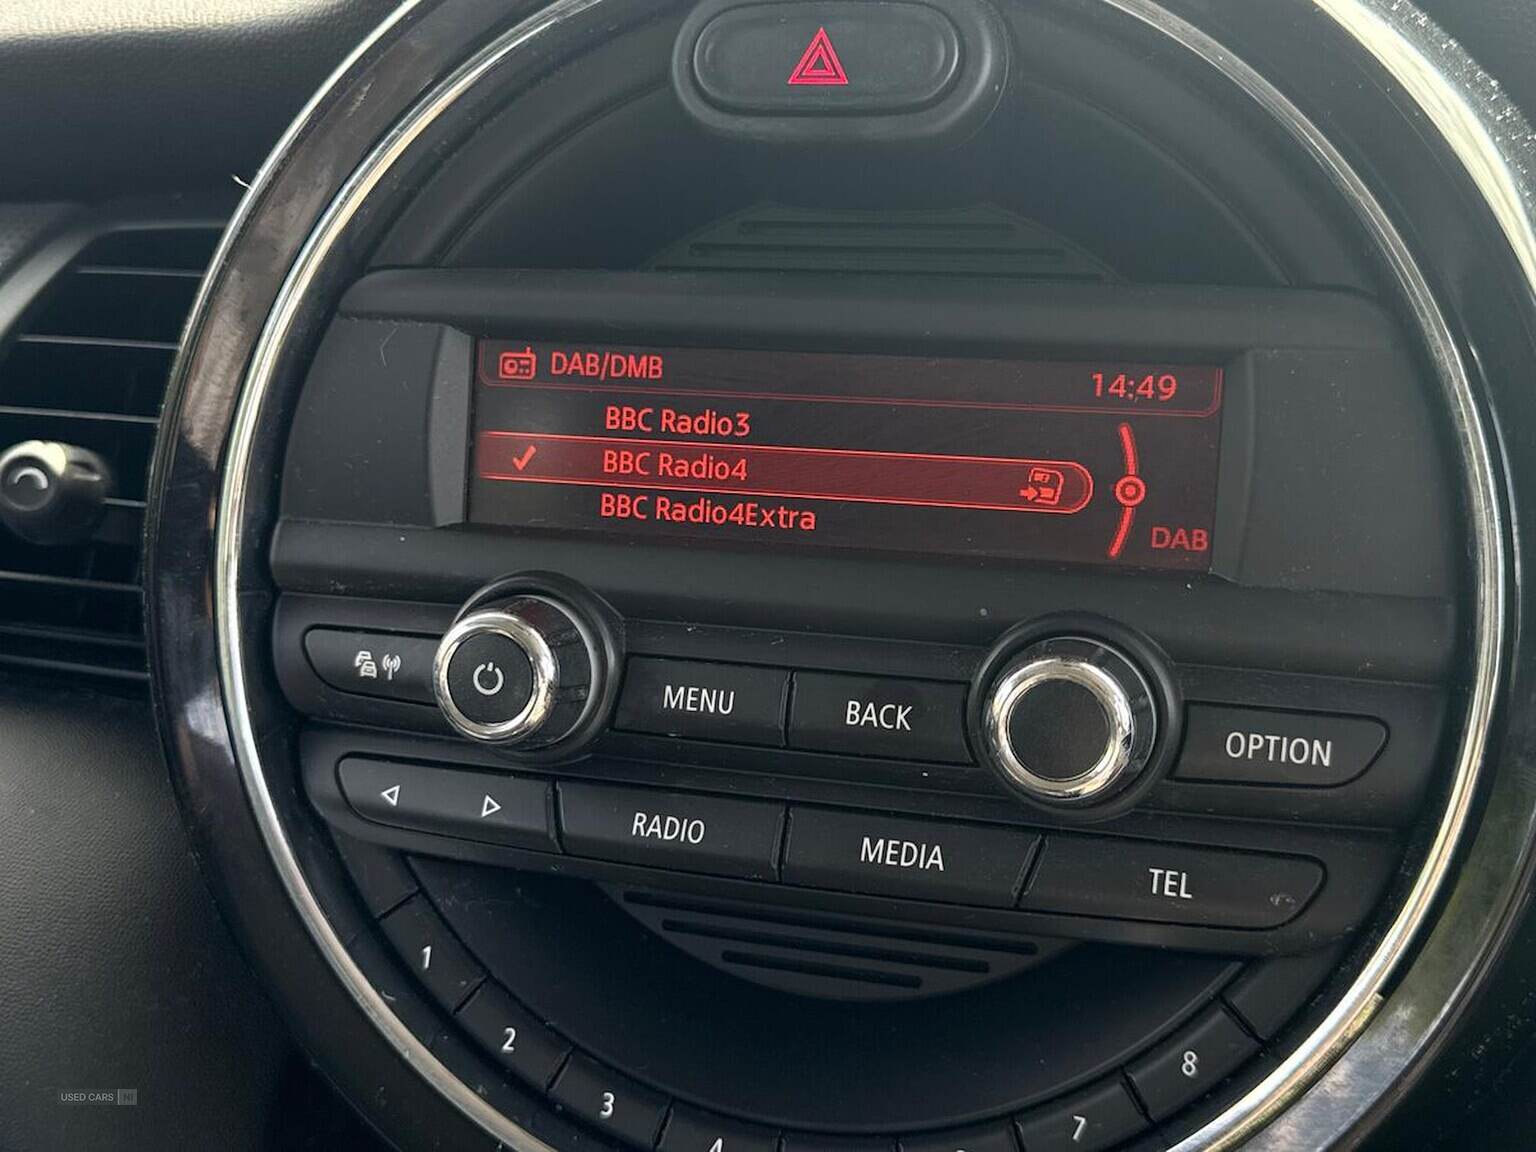 DAB/DMB
14:49
BBC Radio3
BBC Radio4
BBC Radio4Extra
DAB
MENU
BACK
OPTION
RADIO
MEDIA
TEL
1
2
3
4
7
8
USED CARS NI